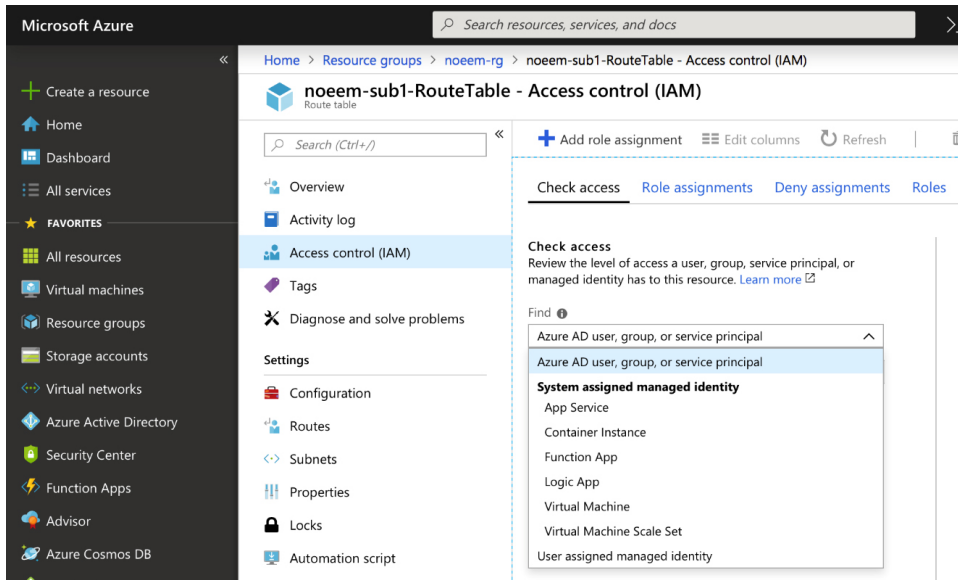 Microsoft Azure
Search resources, services, and docs
Create a resource
Home
Dashboard
All services
FAVORITES
All resources
Virtual machines
Resource groups
Storage accounts
Virtual networks
Azure Active Directory
Security Center
Function Apps
Advisor
Azure Cosmos DB
Home > Resource groups > noeem-rg > noeem-sub1-RouteTable - Access control (IAM)
noeem-sub1-RouteTable - Access control (IAM)
Route table
Search (Ctrl+/)
Overview
Activity log
Access control (IAM)
Tags
Diagnose and solve problems
Settings
Configuration
Routes
Subnets
Properties
Locks
Automation script
Add role assignment Edit columns Refresh
Check access Role assignments Deny assignments Roles
Check access
Review the level of access a user, group, service principal, or
managed identity has to this resource. Learn more
Find
Azure AD user, group, or service principal
Azure AD user, group, or service principal
System assigned managed identity
App Service
Container Instance
Function App
Logic App
Virtual Machine
Virtual Machine Scale Set
User assigned managed identity